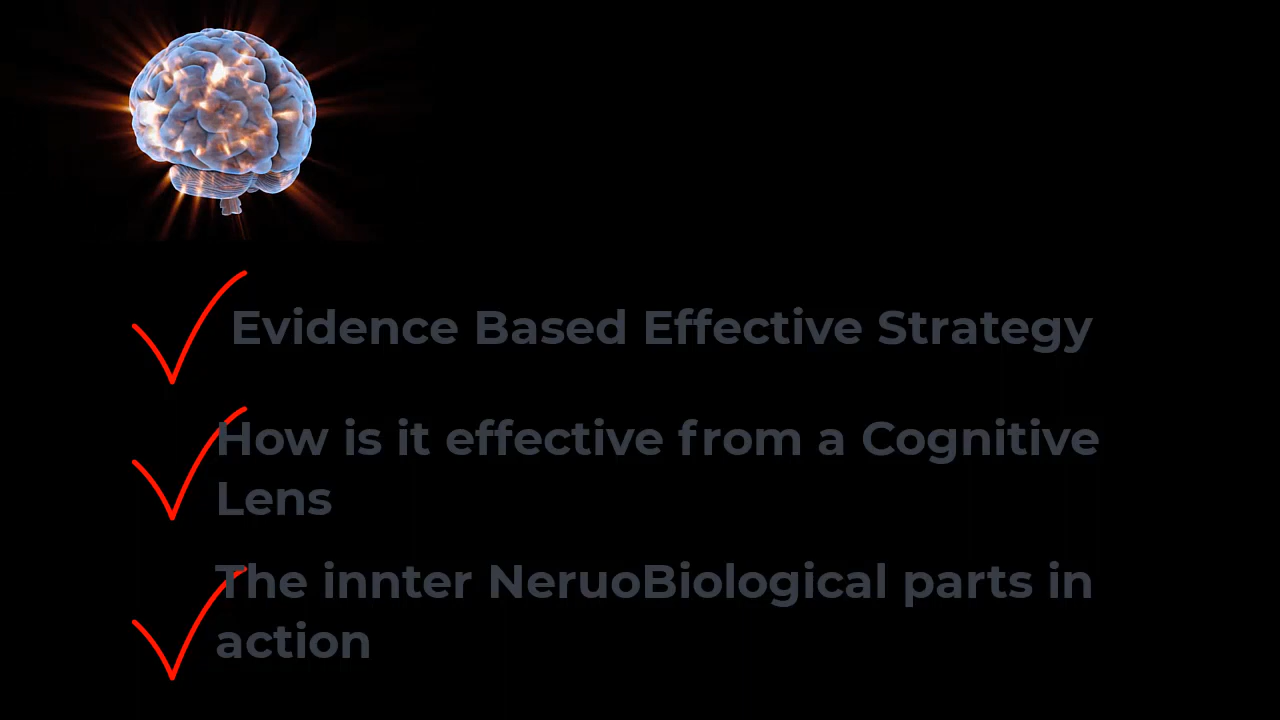 Evidence Based Effective Strategy
How is it effective from a Cognitive
Lens
The innter NeruoBiological parts in
action